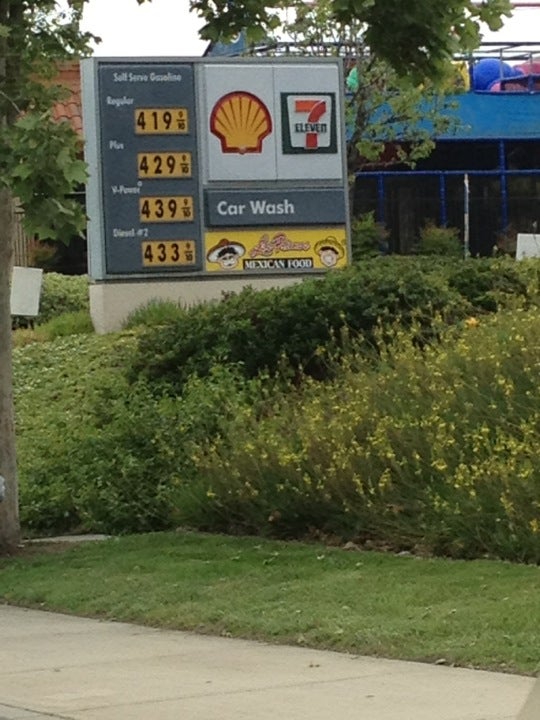 Self Serve Gasoline
Regular
419 9/10
Plus
429 9/10
V-Power
439 9/10
Diesel #2
433 9/10
7
ELEVEN
Car Wash
MEXICAN FOOD